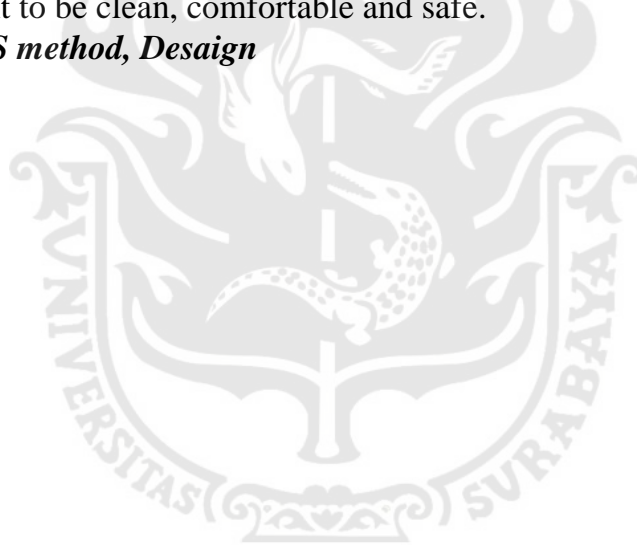 t to be clean, comfortable and safe.
S method, Desaign
UNIVERSITAS SURABAYA